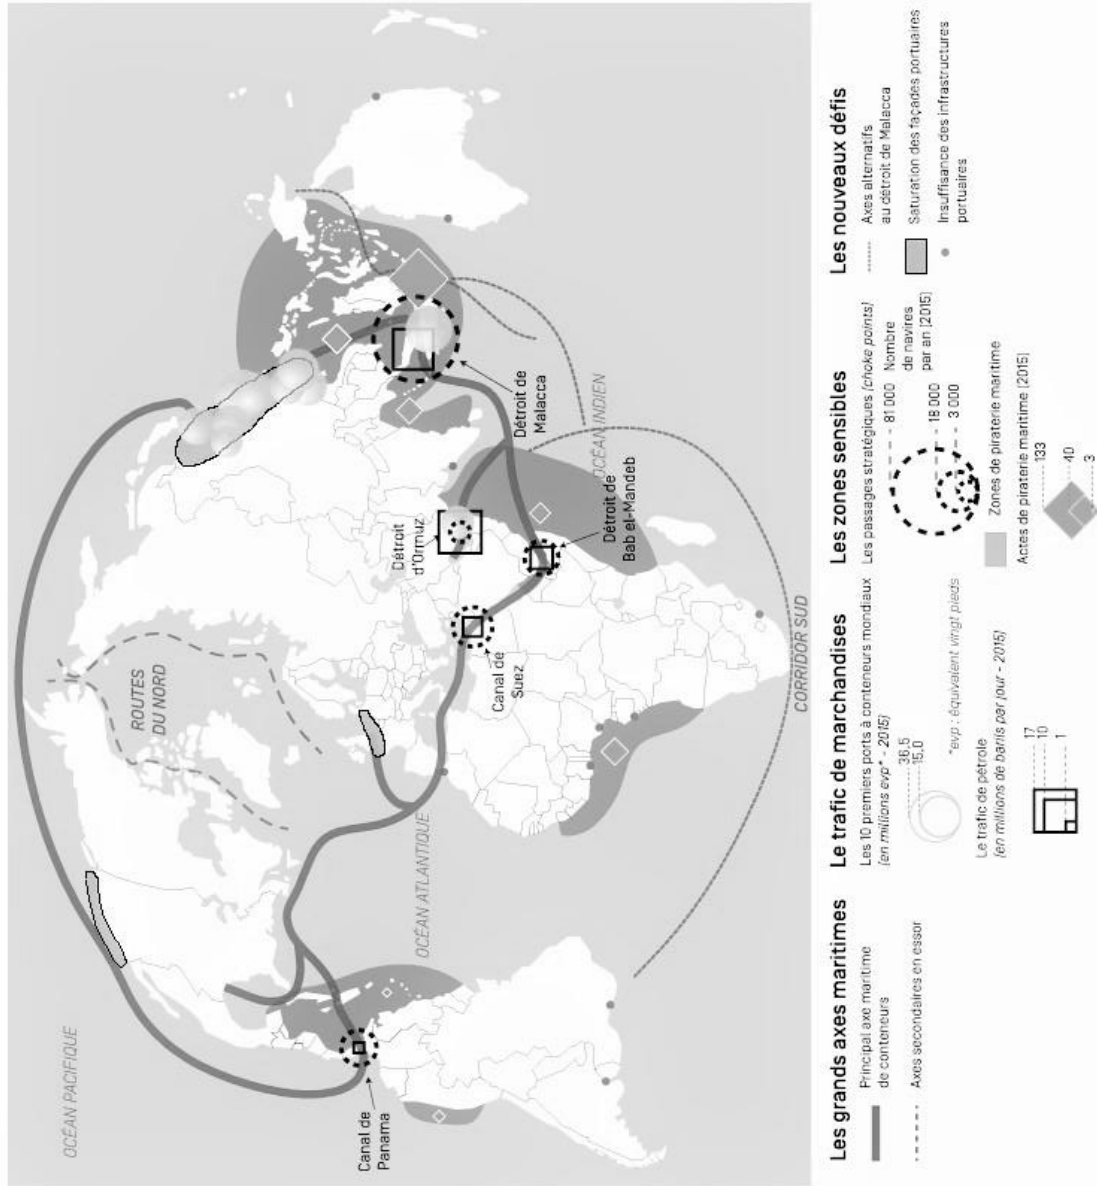 OCÉAN PACIFIQUE
ROUTES
DU NORD
OCÉAN ATLANTIQUE
Canal de
Panama
Canal de
Suez
Détroit
d'Ormuz
Détroit de
Bab el-Mandeb
Détroit de
Malacca
OCÉAN INDIEN
CORRIDOR SUD
Les grands axes maritimes
Principal axe maritime
de conteneurs
Axes secondaires en essor
Le trafic de marchandises
Les 10 premiers ports à conteneurs mondiaux
(en millions evp* - 2015)
36,5
15,0
*evp : équivalent vingt pieds
Le trafic de pétrole
(en millions de barils par jour - 2015)
17
10
1
Les zones sensibles
Les passages stratégiques (choke points)
81 000
18 000
3 000
Nombre
de navires
par an (2015)
Zones de piraterie maritime
Actes de piraterie maritime (2015)
133
40
3
Les nouveaux défis
Axes alternatifs
au détroit de Malacca
Saturation des façades portuaires
Insuffisance des infrastructures
portuaires